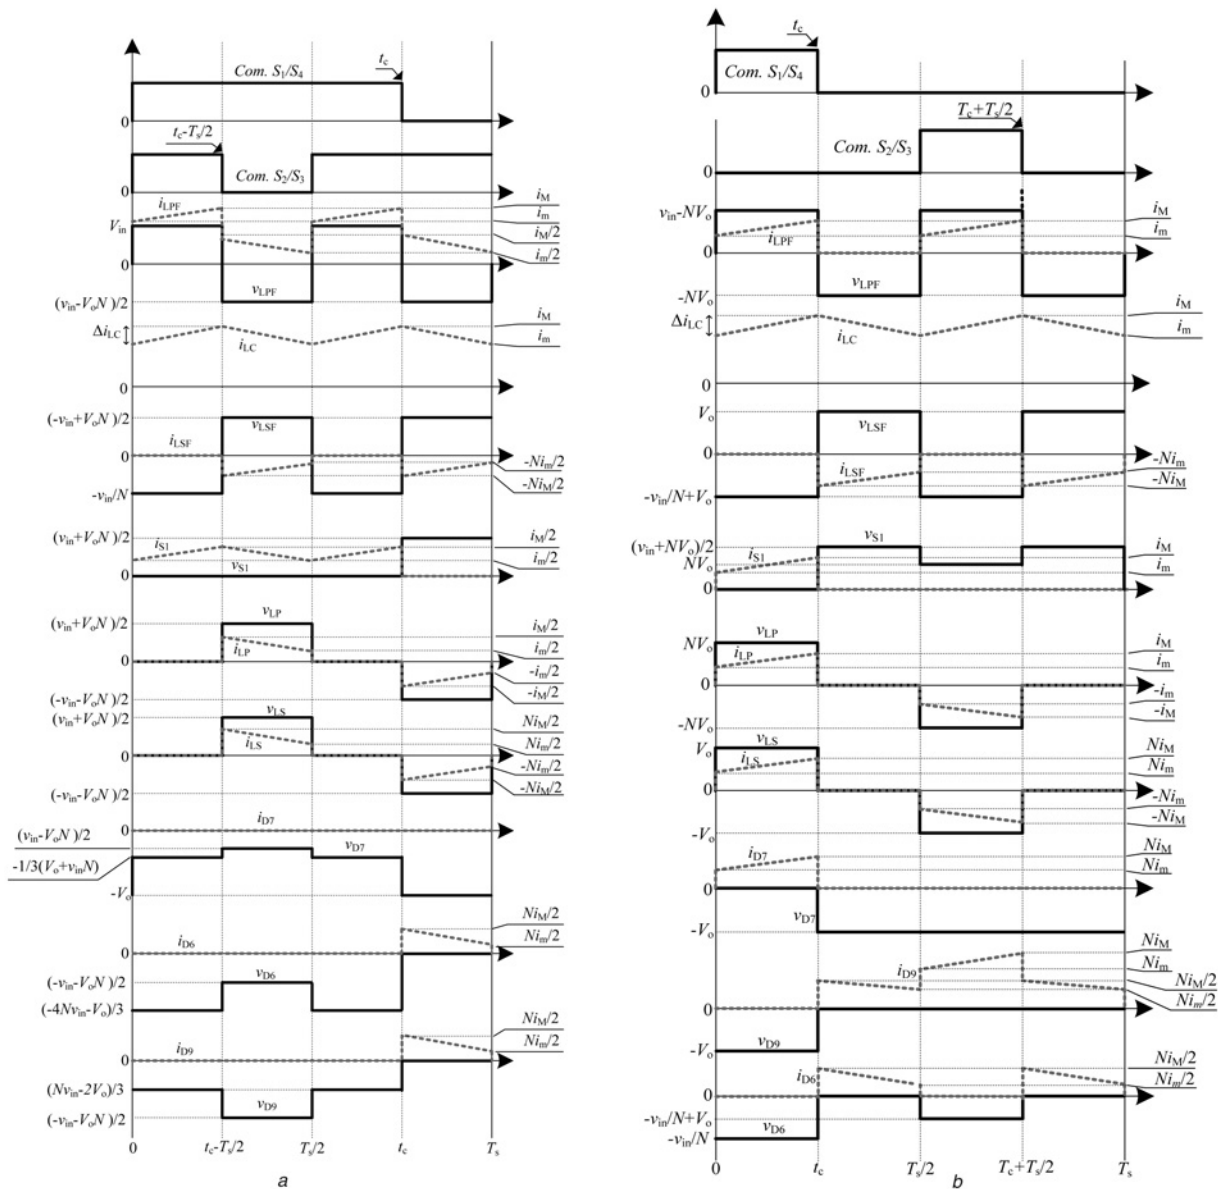 t_c
Com. S₁/S₄
0
t_c-T_s/2
Com. S₂/S₃
0
i_LPF
i_M
V_in
i_m
i_M/2
0
i_m/2
v_LPF
(v_in-V_oN)/2
i_M
Δi_LC
i_LC
i_m
0
(-v_in+V_oN)/2
v_LSF
i_LSF
0
-Ni_m/2
-Ni_M/2
-v_in/N
(v_in+V_oN)/2
i_M/2
i_S1
i_m/2
v_S1
0
v_LP
(v_in+V_oN)/2
i_M/2
i_LP
i_m/2
0
-i_m/2
-i_M/2
(-v_in-V_oN)/2
v_LS
(v_in+V_oN)/2
Ni_M/2
i_LS
Ni_m/2
-Ni_m/2
-Ni_M/2
(-v_in-V_oN)/2
i_D7
0
(v_in-V_oN)/2
v_D7
-1/3(V_o+v_inN)
-V_o
Ni_M/2
i_D6
Ni_m/2
0
v_D6
(-v_in-V_oN)/2
(-4Nv_in-V_o)/3
Ni_M/2
i_D9
Ni_m/2
0
(Nv_in-2V_o)/3
v_D9
(-v_in-V_oN)/2
0
t_c-T_s/2
T_s/2
t_c
T_s
a
t_c
Com. S₁/S₄
0
T_c+T_s/2
Com. S₂/S₃
0
v_in-NV_o
i_M
i_LPF
i_m
0
v_LPF
-NV_o
i_M
Δi_LC
i_LC
i_m
0
V_o
v_LSF
i_LSF
-Ni_m
-Ni_M
-v_in/N+V_o
(v_in+NV_o)/2
v_S1
i_M
NV_o
i_S1
i_m
0
NV_o
v_LP
i_M
i_LP
i_m
0
-i_m
-i_M
-NV_o
V_o
v_LS
Ni_M
i_LS
Ni_m
0
-Ni_m
-Ni_M
-V_o
i_D7
Ni_M
Ni_m
0
v_D7
-V_o
Ni_M
i_D9
Ni_m
Ni_M/2
0
Ni_m/2
-V_o
v_D9
Ni_M/2
i_D6
Ni_m/2
0
-v_in/N+V_o
-v_in/N
v_D6
0
t_c
T_s/2
T_c+T_s/2
T_s
b